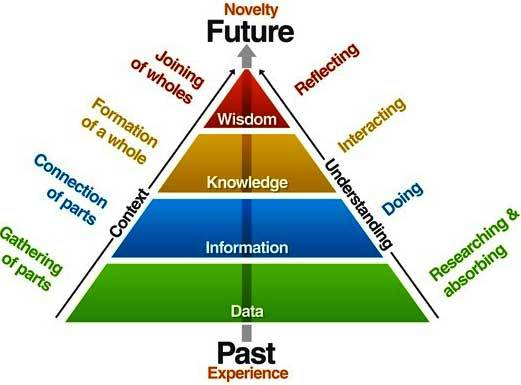 Novelty
Future
Joining
of wholes
Reflecting
Wisdom
Formation
of a whole
Interacting
Knowledge
Connection
of parts
Context
Understanding
Doing
Information
Gathering
of parts
Researching &
absorbing
Data
Past
Experience